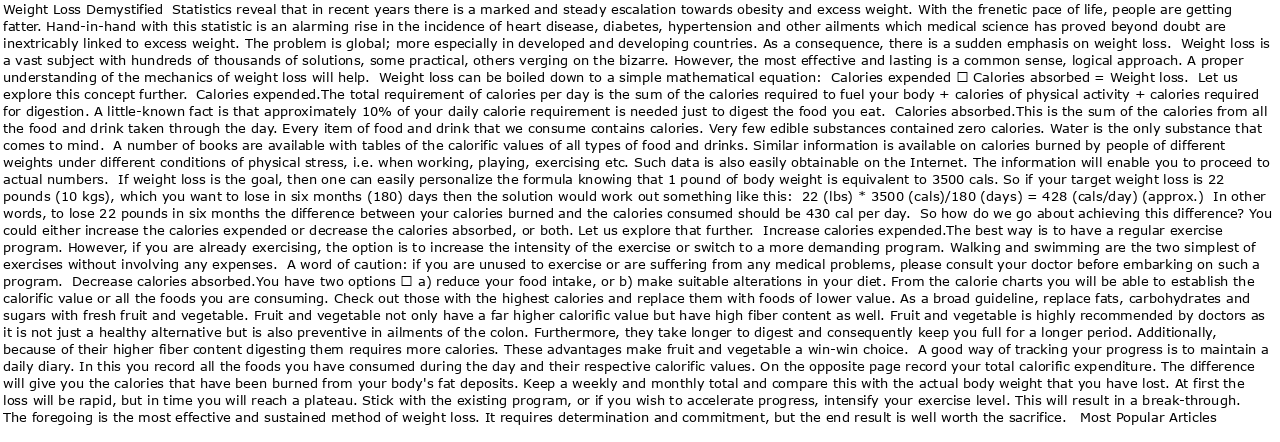 Weight Loss Demystified  Statistics reveal that in recent years there is a marked and steady escalation towards obesity and excess weight. With the frenetic pace of life, people are getting
fatter. Hand-in-hand with this statistic is an alarming rise in the incidence of heart disease, diabetes, hypertension and other ailments which medical science has proved beyond doubt are
inextricably linked to excess weight. The problem is global; more especially in developed and developing countries. As a consequence, there is a sudden emphasis on weight loss.  Weight loss is
a vast subject with hundreds of thousands of solutions, some practical, others verging on the bizarre. However, the most effective and lasting is a common sense, logical approach. A proper
understanding of the mechanics of weight loss will help.  Weight loss can be boiled down to a simple mathematical equation:  Calories expended □ Calories absorbed = Weight loss.  Let us
explore this concept further.  Calories expended.The total requirement of calories per day is the sum of the calories required to fuel your body + calories of physical activity + calories required
for digestion. A little-known fact is that approximately 10% of your daily calorie requirement is needed just to digest the food you eat.  Calories absorbed.This is the sum of the calories from all
the food and drink taken through the day. Every item of food and drink that we consume contains calories. Very few edible substances contained zero calories. Water is the only substance that
comes to mind.  A number of books are available with tables of the calorific values of all types of food and drinks. Similar information is available on calories burned by people of different
weights under different conditions of physical stress, i.e. when working, playing, exercising etc. Such data is also easily obtainable on the Internet. The information will enable you to proceed to
actual numbers.  If weight loss is the goal, then one can easily personalize the formula knowing that 1 pound of body weight is equivalent to 3500 cals. So if your target weight loss is 22
pounds (10 kgs), which you want to lose in six months (180) days then the solution would work out something like this:  22 (lbs) * 3500 (cals)/180 (days) = 428 (cals/day) (approx.)  In other
words, to lose 22 pounds in six months the difference between your calories burned and the calories consumed should be 430 cal per day.  So how do we go about achieving this difference? You
could either increase the calories expended or decrease the calories absorbed, or both. Let us explore that further.  Increase calories expended.The best way is to have a regular exercise
program. However, if you are already exercising, the option is to increase the intensity of the exercise or switch to a more demanding program. Walking and swimming are the two simplest of
exercises without involving any expenses.  A word of caution: if you are unused to exercise or are suffering from any medical problems, please consult your doctor before embarking on such a
program.  Decrease calories absorbed.You have two options □ a) reduce your food intake, or b) make suitable alterations in your diet. From the calorie charts you will be able to establish the
calorific value or all the foods you are consuming. Check out those with the highest calories and replace them with foods of lower value. As a broad guideline, replace fats, carbohydrates and
sugars with fresh fruit and vegetable. Fruit and vegetable not only have a far higher calorific value but have high fiber content as well. Fruit and vegetable is highly recommended by doctors as
it is not just a healthy alternative but is also preventive in ailments of the colon. Furthermore, they take longer to digest and consequently keep you full for a longer period. Additionally,
because of their higher fiber content digesting them requires more calories. These advantages make fruit and vegetable a win-win choice.  A good way of tracking your progress is to maintain a
daily diary. In this you record all the foods you have consumed during the day and their respective calorific values. On the opposite page record your total calorific expenditure. The difference
will give you the calories that have been burned from your body's fat deposits. Keep a weekly and monthly total and compare this with the actual body weight that you have lost. At first the
loss will be rapid, but in time you will reach a plateau. Stick with the existing program, or if you wish to accelerate progress, intensify your exercise level. This will result in a break-through.
The foregoing is the most effective and sustained method of weight loss. It requires determination and commitment, but the end result is well worth the sacrifice.   Most Popular Articles